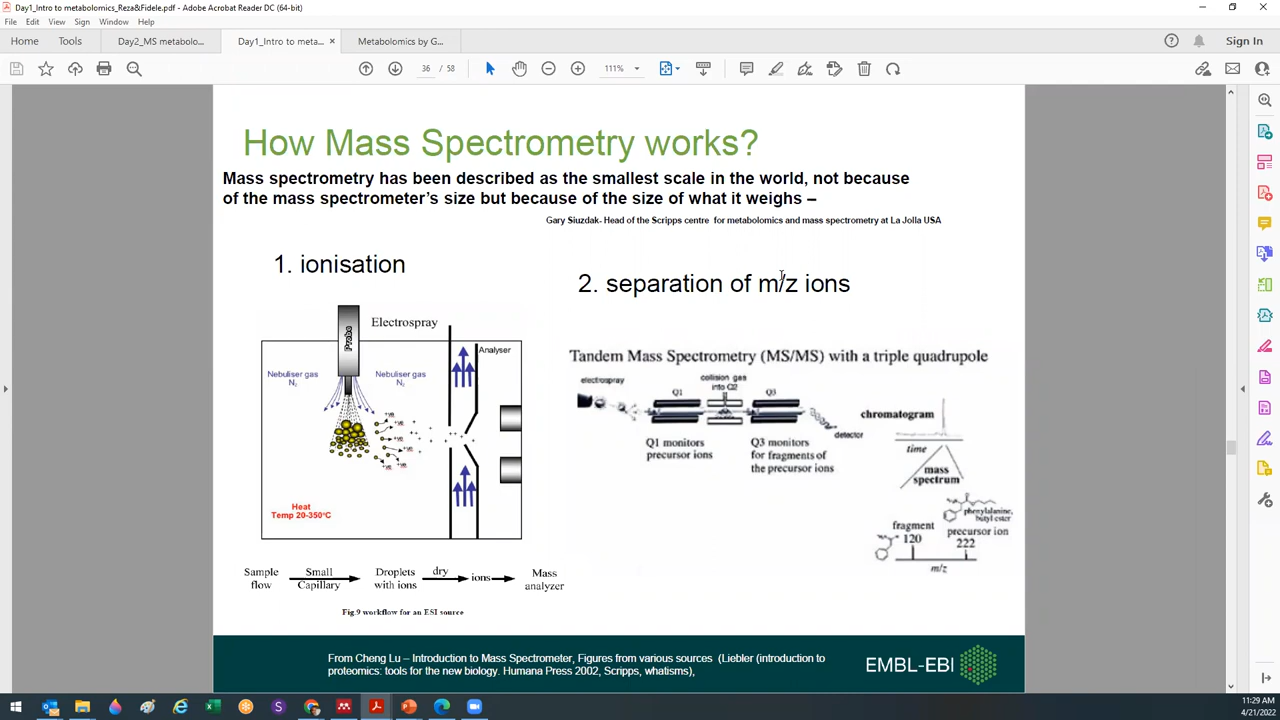 Day1_Intro to metabolomics_Reza&Fidele.pdf - Adobe Acrobat Reader DC (64-bit)
File Edit View Sign Window Help
Home Tools Day2_MS metabolo... Day1_Intro to meta... × Metabolomics by G... Sign In
36 / 58 111%
How Mass Spectrometry works?
Mass spectrometry has been described as the smallest scale in the world, not because
of the mass spectrometer's size but because of the size of what it weighs –
Gary Siuzdak- Head of the Scripps centre for metabolomics and mass spectrometry at La Jolla USA
1. ionisation
2. separation of m/z ions
Electrospray
Probe
Analyser
Nebuliser gas
N2
Nebuliser gas
N2
+ve
+ve
+ve
Heat
Temp 20-350°C
Sample
flow
Small
Capillary
Droplets
with ions
dry
ions
Mass
analyzer
Fig.9 workflow for an ESI source
Tandem Mass Spectrometry (MS/MS) with a triple quadrupole
electrospray
Q1
collision gas
into Q2
Q3
detector
Q1 monitors
precursor ions
Q3 monitors
for fragments of
the precursor ions
chromatogram
time
mass
spectrum
phenylalanine,
butyl ester
fragment
120
precursor ion
222
m/z
From Cheng Lu – Introduction to Mass Spectrometer, Figures from various sources (Liebler (introduction to
proteomics: tools for the new biology. Humana Press 2002, Scripps, whatisms),
EMBL-EBI
11:29 AM
4/21/2022